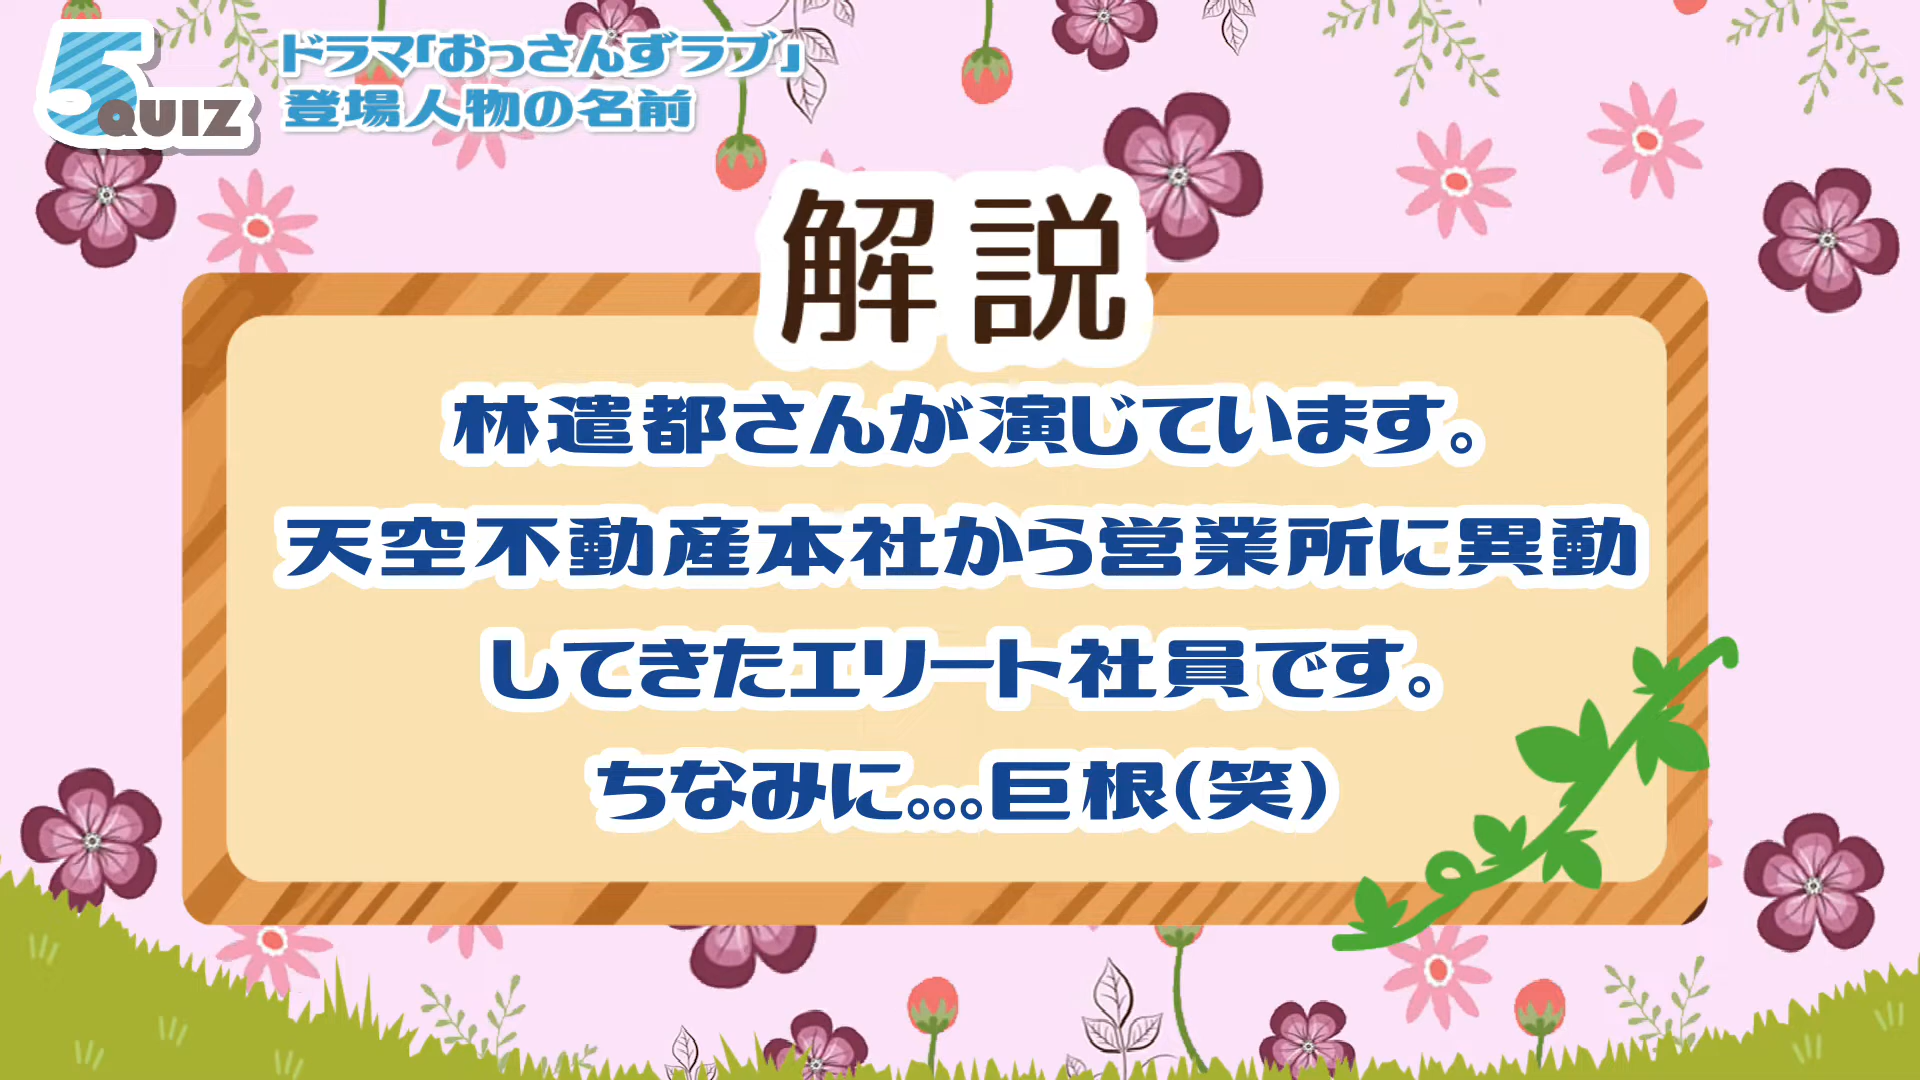 5 QUIZ
ドラマ「おっさんずラブ」
登場人物の名前
解説
林遣都さんが演じています。
天空不動産本社から営業所に異動
してきたエリート社員です。
ちなみに。。。巨根(笑)